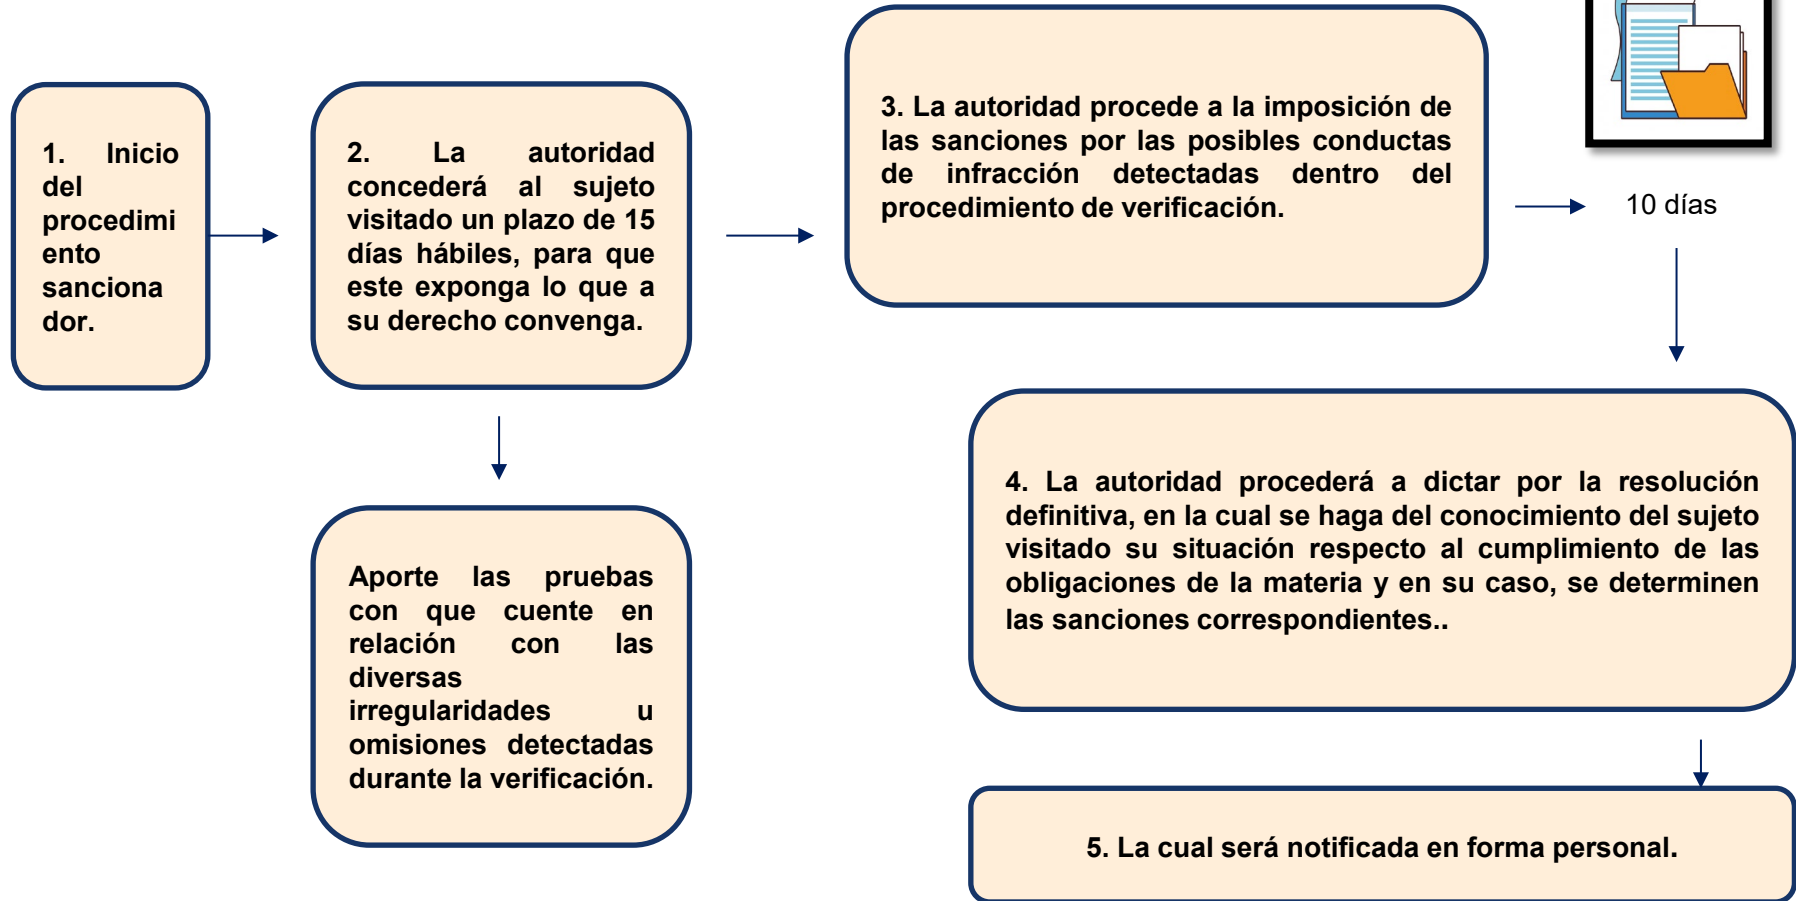 1. Inicio
del
procedimi
ento
sanciona
dor.
2. La autoridad
concederá al sujeto
visitado un plazo de 15
días hábiles, para que
este exponga lo que a
su derecho convenga.
Aporte las pruebas
con que cuente en
relación con las
diversas
irregularidades u
omisiones detectadas
durante la verificación.
3. La autoridad procede a la imposición de
las sanciones por las posibles conductas
de infracción detectadas dentro del
procedimiento de verificación.
10 días
4. La autoridad procederá a dictar por la resolución
definitiva, en la cual se haga del conocimiento del sujeto
visitado su situación respecto al cumplimiento de las
obligaciones de la materia y en su caso, se determinen
las sanciones correspondientes..
5. La cual será notificada en forma personal.